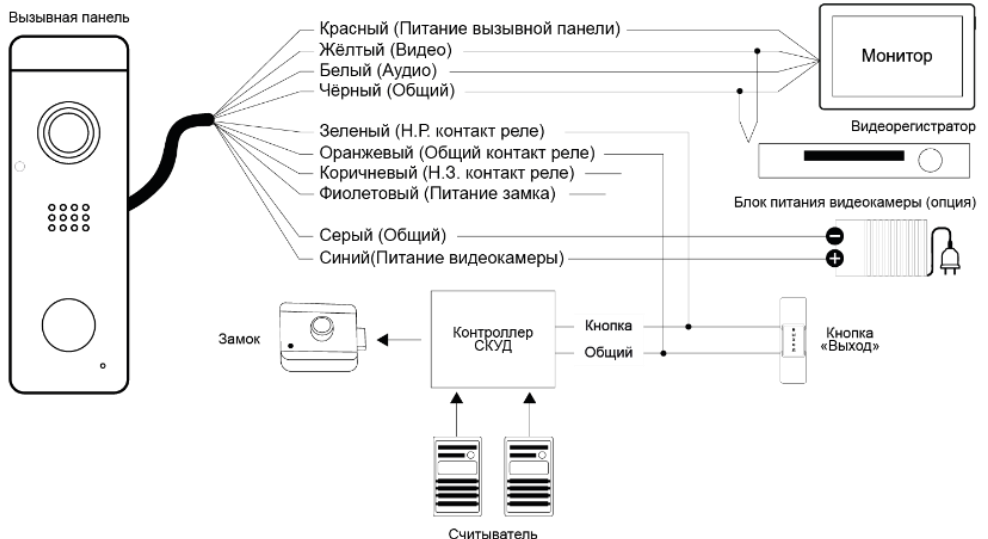 Вызывная панель
Красный (Питание вызывной панели)
Жёлтый (Видео)
Белый (Аудио)
Чёрный (Общий)
Монитор
Видеорегистратор
Зеленый (Н.Р. контакт реле)
Оранжевый (Общий контакт реле)
Коричневый (Н.З. контакт реле)
Фиолетовый (Питание замка)
Блок питания видеокамеры (опция)
Серый (Общий)
Синий(Питание видеокамеры)
Замок
Контроллер
СКУД
Кнопка
Общий
Кнопка
«Выход»
Считыватель